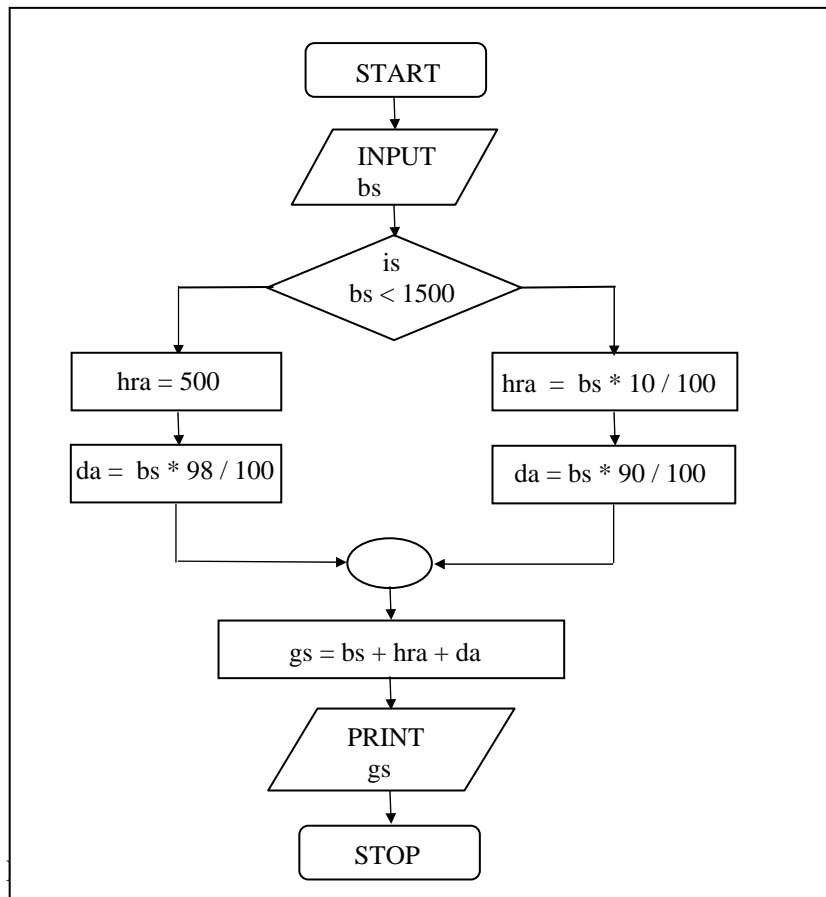 START
INPUT
bs
is
bs < 1500
hra = 500
da = bs * 98 / 100
hra = bs * 10 / 100
da = bs * 90 / 100
gs = bs + hra + da
PRINT
gs
STOP